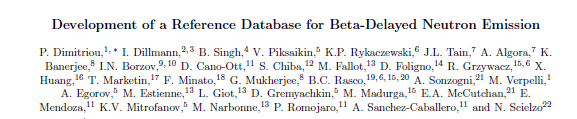 Development of a Reference Database for Beta-Delayed Neutron Emission
P. Dimitriou,1, * I. Dillmann,2, 3 B. Singh,4 V. Piksaikin,5 K.P. Rykaczewski,6 J.L. Tain,7 A. Algora,7 K.
Banerjee,8 I.N. Borzov,9, 10 D. Cano-Ott,11 S. Chiba,12 M. Fallot,13 D. Foligno,14 R. Grzywacz,15, 6 X.
Huang,16 T. Marketin,17 F. Minato,18 G. Mukherjee,8 B.C. Rasco,19, 6, 15, 20 A. Sonzogni,21 M. Verpelli,1
A. Egorov,5 M. Estienne,13 L. Giot,13 D. Gremyachkin,5 M. Madurga,15 E.A. McCutchan,21 E.
Mendoza,11 K.V. Mitrofanov,5 M. Narbonne,13 P. Romojaro,11 A. Sanchez-Caballero,11 and N. Scielzo22